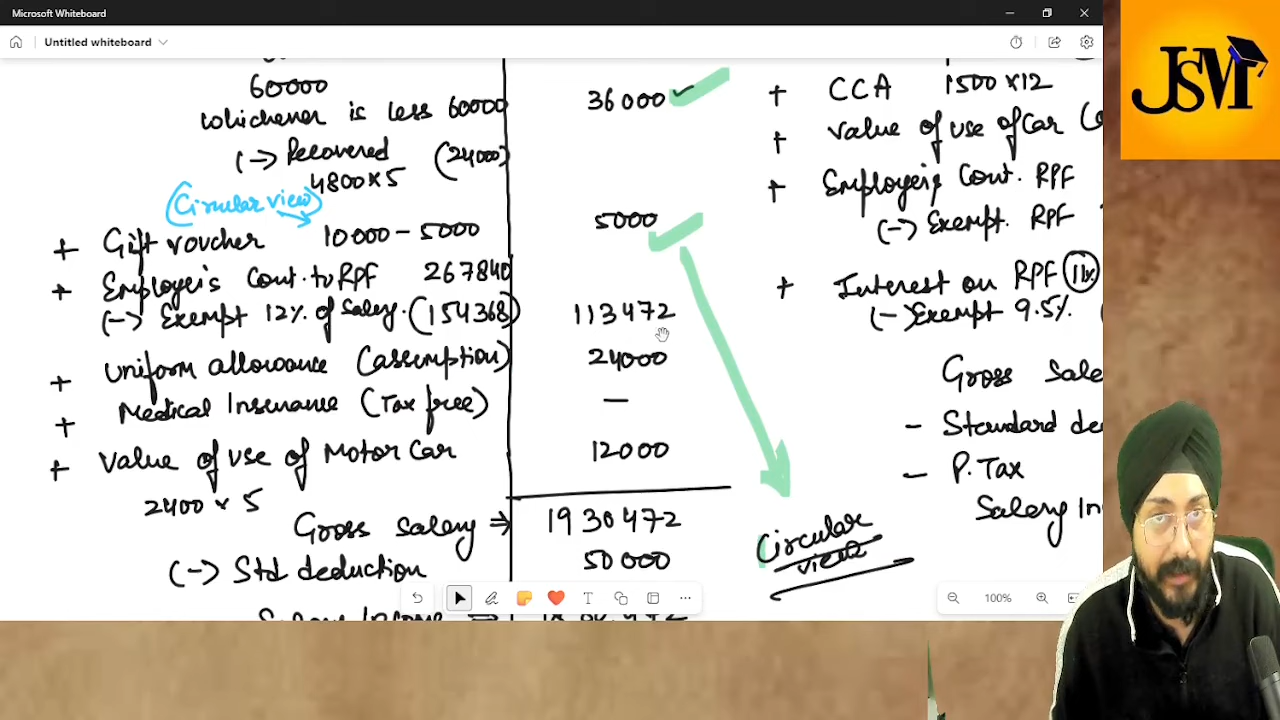 Microsoft Whiteboard
Untitled whiteboard
60000
whichever is less 60000
36000
(-) Recovered (24000)
4800×5
(Circular view)
+ Gift voucher 10000 - 5000
5000
+ Employer's Cont. to RPF 267840
(-) Exempt 12% of Salary. (154368)
113472
+ Uniform allowance (assumption)
24000
+ Medical Insurance (Tax free)
—
+ Value of use of Motor Car
12000
2400 × 5
Gross Salary →
1930472
(-) Std deduction
50000
Circular
view
+ CCA 1500×12
+ Value of use of Car
+ Employer's Cont. RPF
(-) Exempt. RPF
+ Interest on RPF
(-) Exempt 9.5%
Gross
- Standard
- P. Tax
Salary
100%
JSM